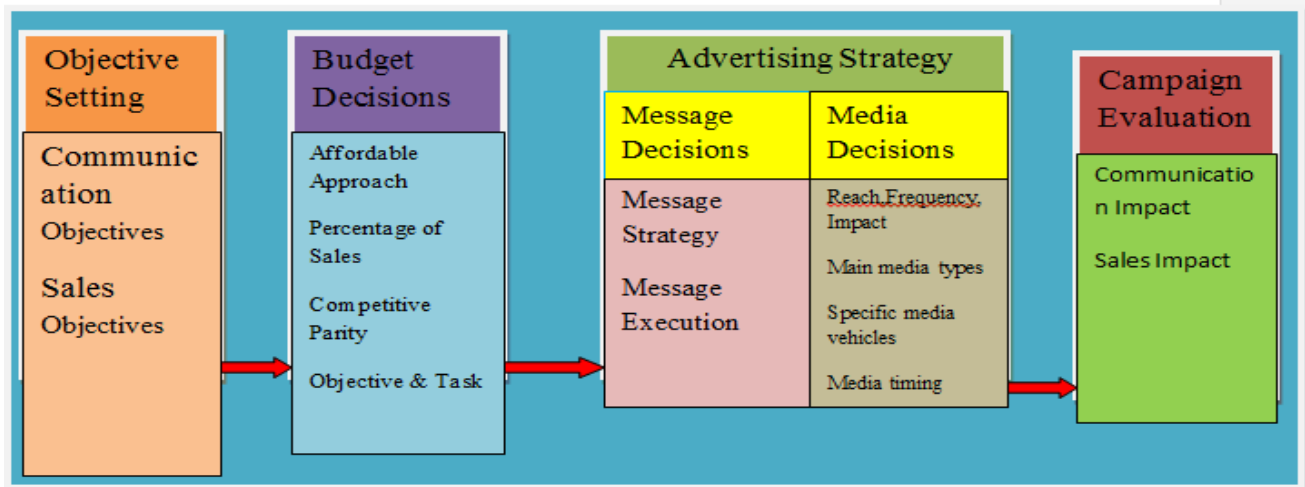 Objective
Setting
Communic
ation
Objectives
Sales
Objectives
Budget
Decisions
Affordable
Approach
Percentage of
Sales
Competitive
Parity
Objective & Task
Advertising Strategy
Message
Decisions
Message
Strategy
Message
Execution
Media
Decisions
Reach,Frequency,
Impact
Main media types
Specific media
vehicles
Media timing
Campaign
Evaluation
Communicatio
n Impact
Sales Impact